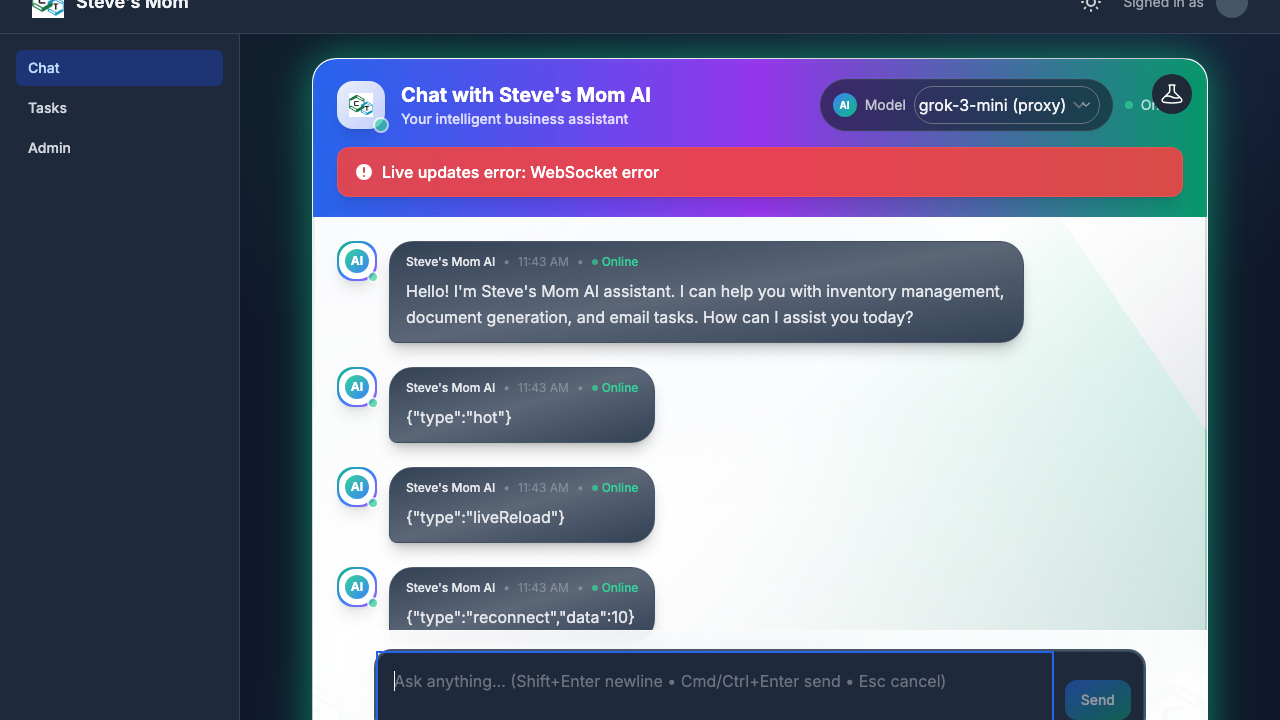 Steve's Mom
Signed in as
Chat
Tasks
Admin
Chat with Steve's Mom AI
Your intelligent business assistant
AI Model grok-3-mini (proxy)
Live updates error: WebSocket error
AI
Steve's Mom AI • 11:43 AM • Online
Hello! I'm Steve's Mom AI assistant. I can help you with inventory management,
document generation, and email tasks. How can I assist you today?
AI
Steve's Mom AI • 11:43 AM • Online
{"type":"hot"}
AI
Steve's Mom AI • 11:43 AM • Online
{"type":"liveReload"}
AI
Steve's Mom AI • 11:43 AM • Online
{"type":"reconnect","data":10}
Ask anything... (Shift+Enter newline • Cmd/Ctrl+Enter send • Esc cancel)
Send